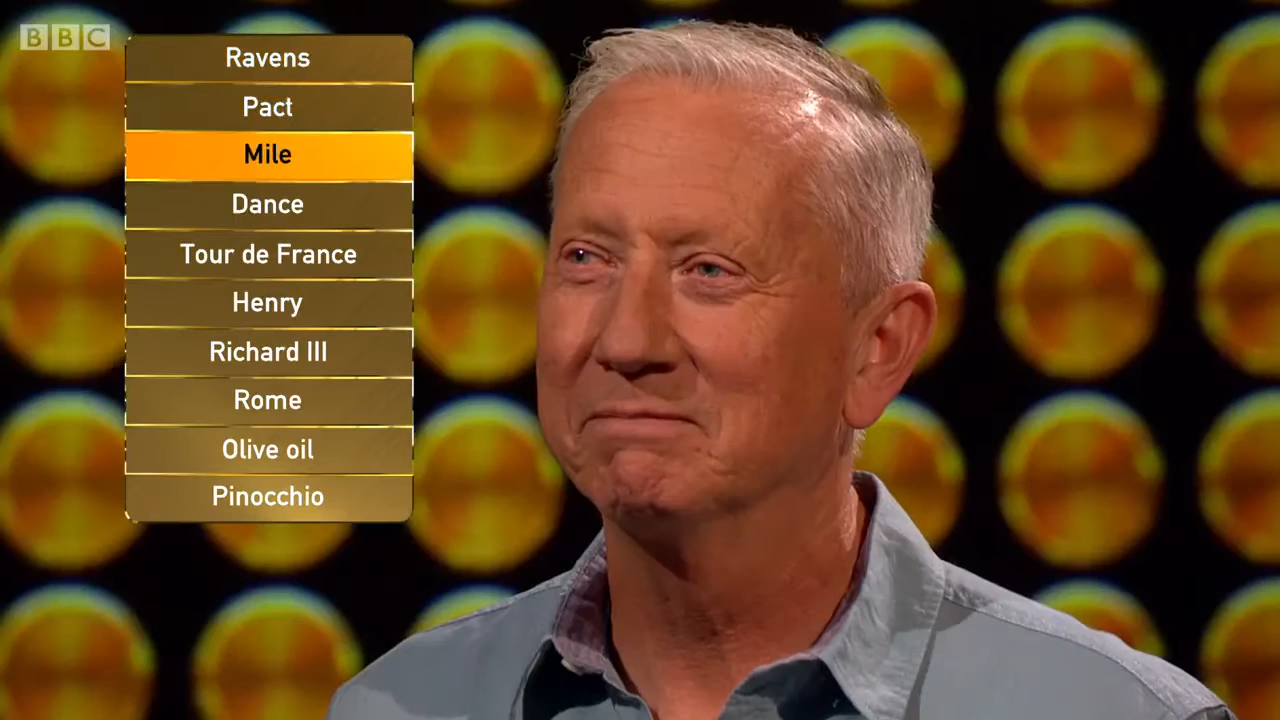 BBC
Ravens
Pact
Mile
Dance
Tour de France
Henry
Richard III
Rome
Olive oil
Pinocchio